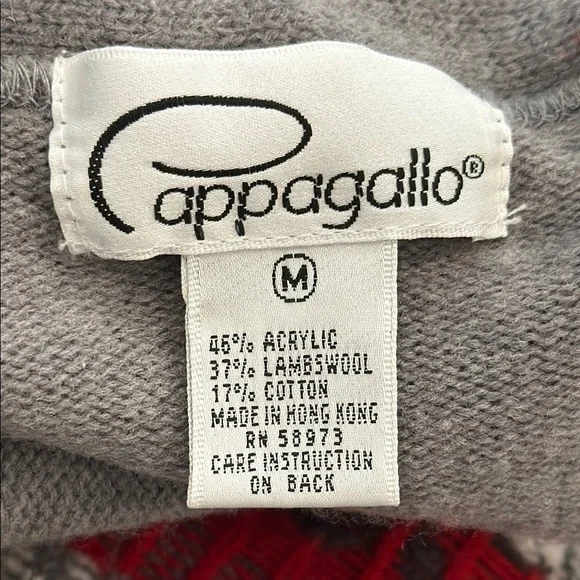 Pappagallo®
M
46% ACRYLIC
37% LAMBSWOOL
17% COTTON
MADE IN HONG KONG
RN 58973
CARE INSTRUCTION
ON BACK